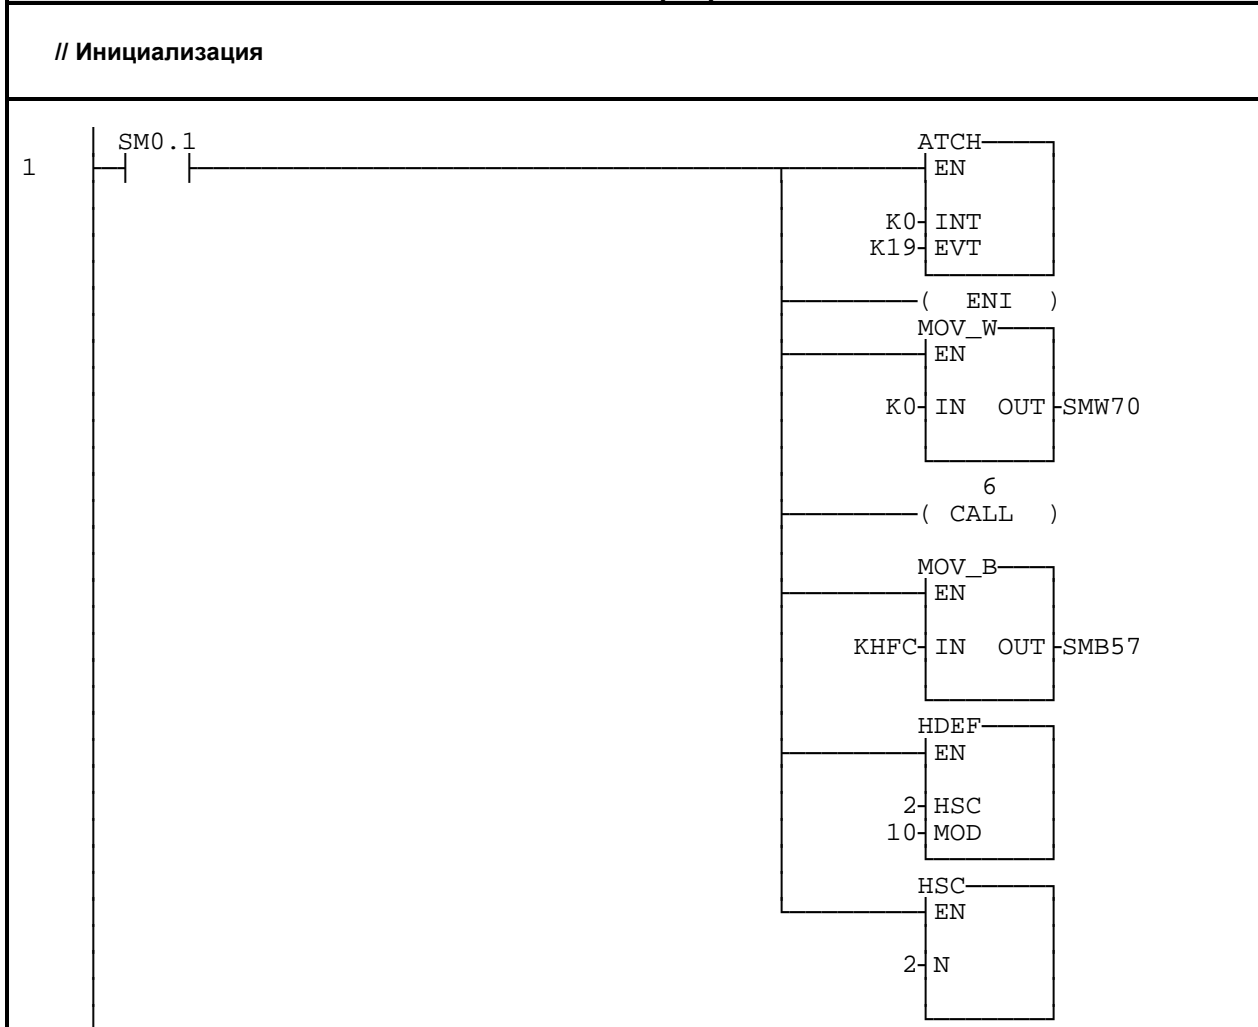 // Инициализация
SM0.1
ATCH
1
EN
K0 INT
K19 EVT
( ENI )
MOV_W
EN
K0 IN OUT SMW70
6
( CALL )
MOV_B
EN
KHFC IN OUT SMB57
HDEF
EN
2 HSC
10 MOD
HSC
EN
2 N